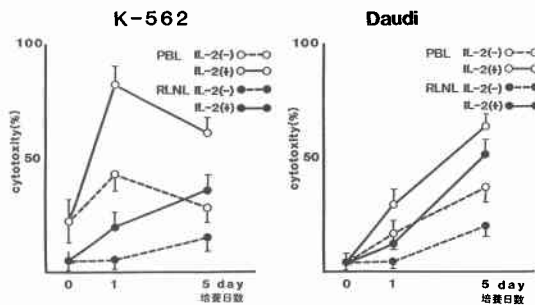 K-562
100
PBL IL-2(-)
IL-2(+)
RLNL IL-2(-)
IL-2(+)
50
cytotoxity(%)
0 1 5 day
培養日数
Daudi
100
PBL IL-2(-)
IL-2(+)
RLNL IL-2(-)
IL-2(+)
50
cytotoxity(%)
0 1 5 day
培養日数